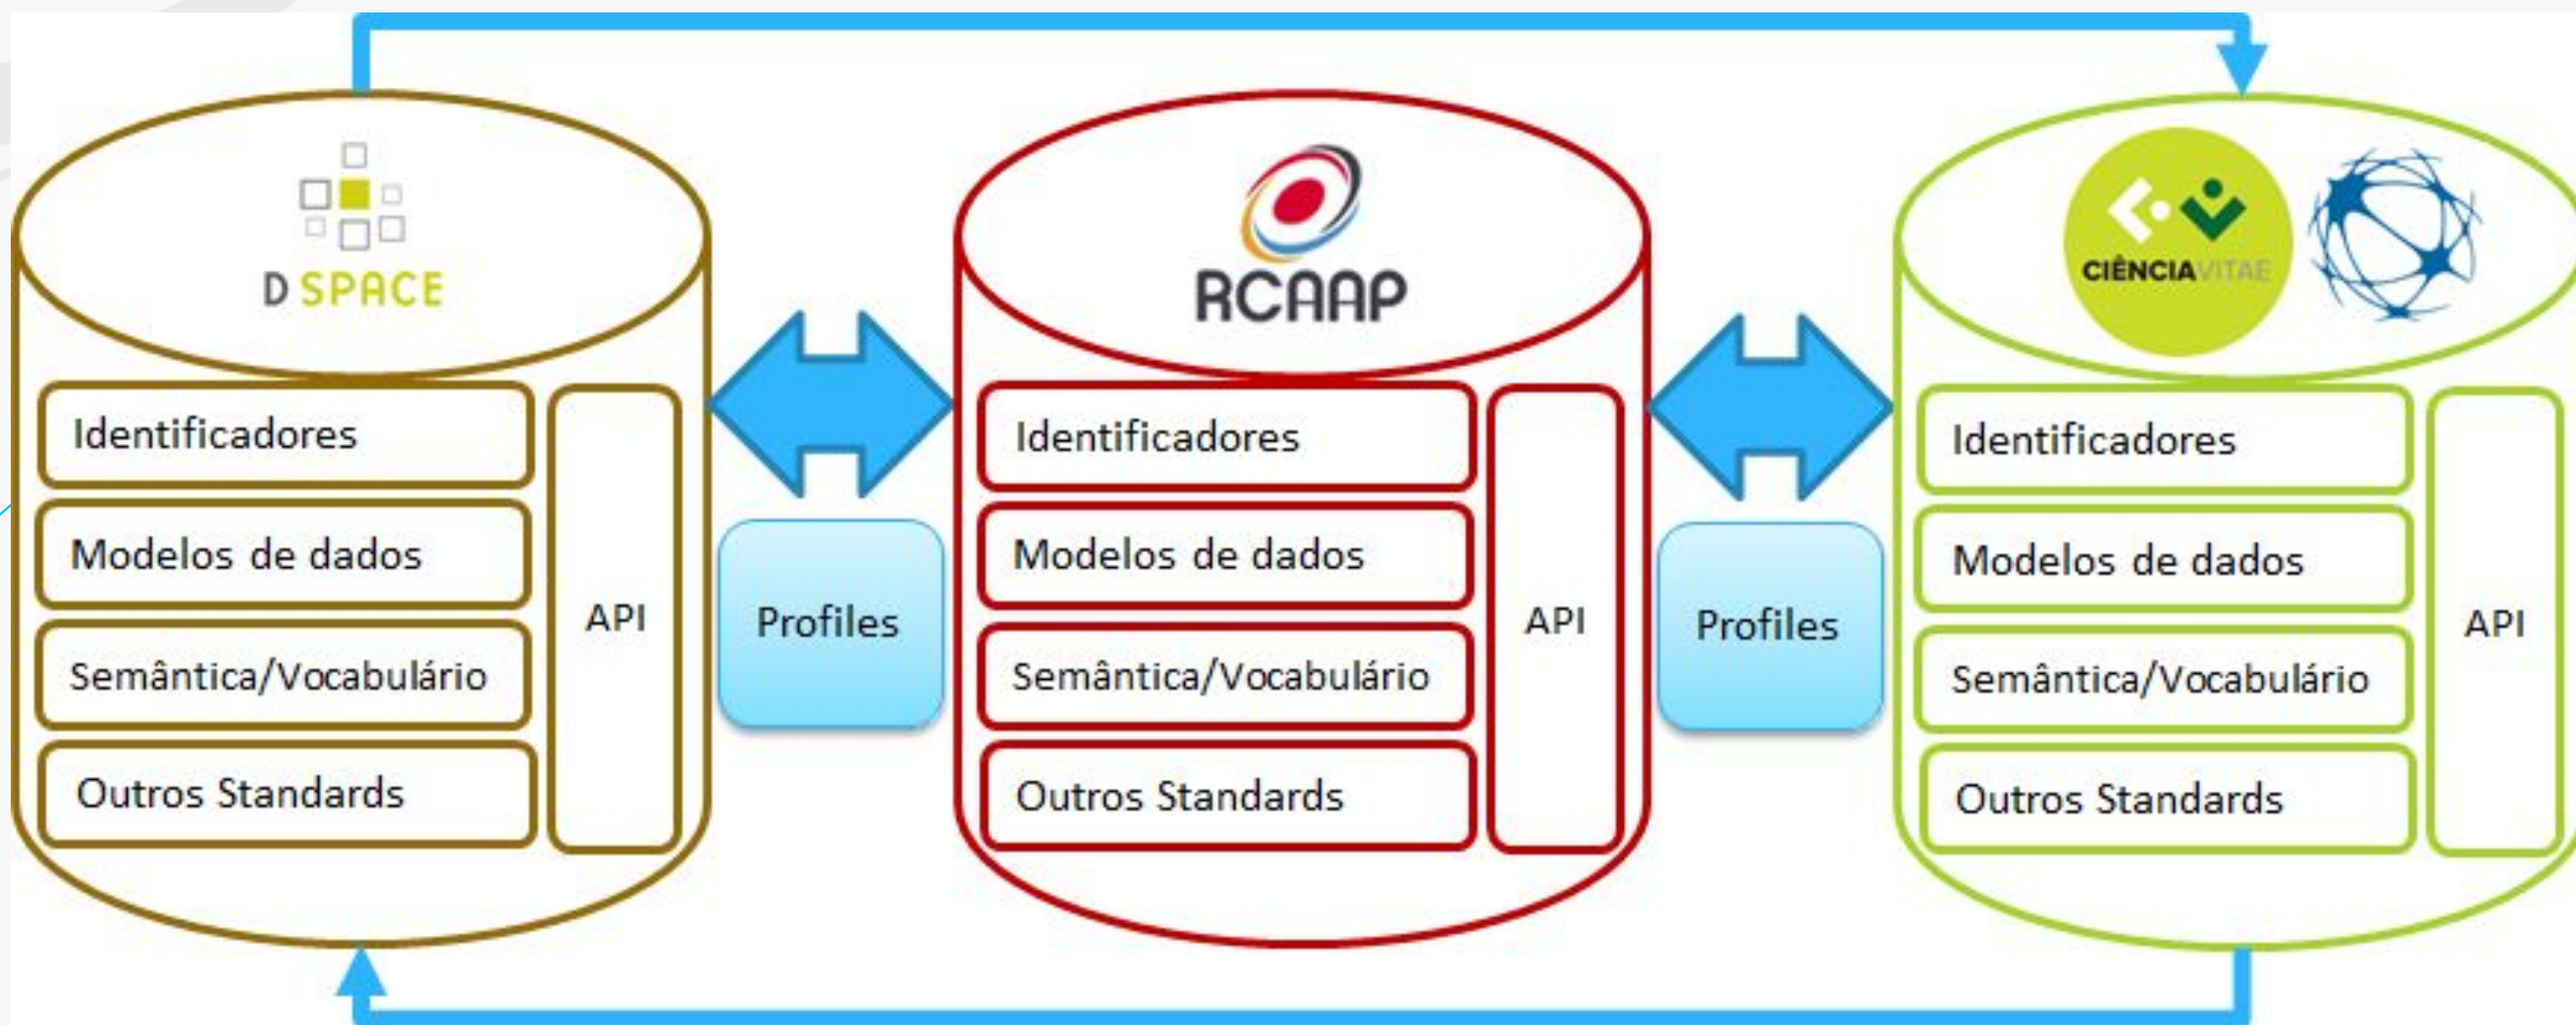 D SPACE
Identificadores
Modelos de dados
Semântica/Vocabulário
Outros Standards
API
Profiles
RCAAP
Identificadores
Modelos de dados
Semântica/Vocabulário
Outros Standards
API
Profiles
CIÊNCIAVITAE
Identificadores
Modelos de dados
Semântica/Vocabulário
Outros Standards
API